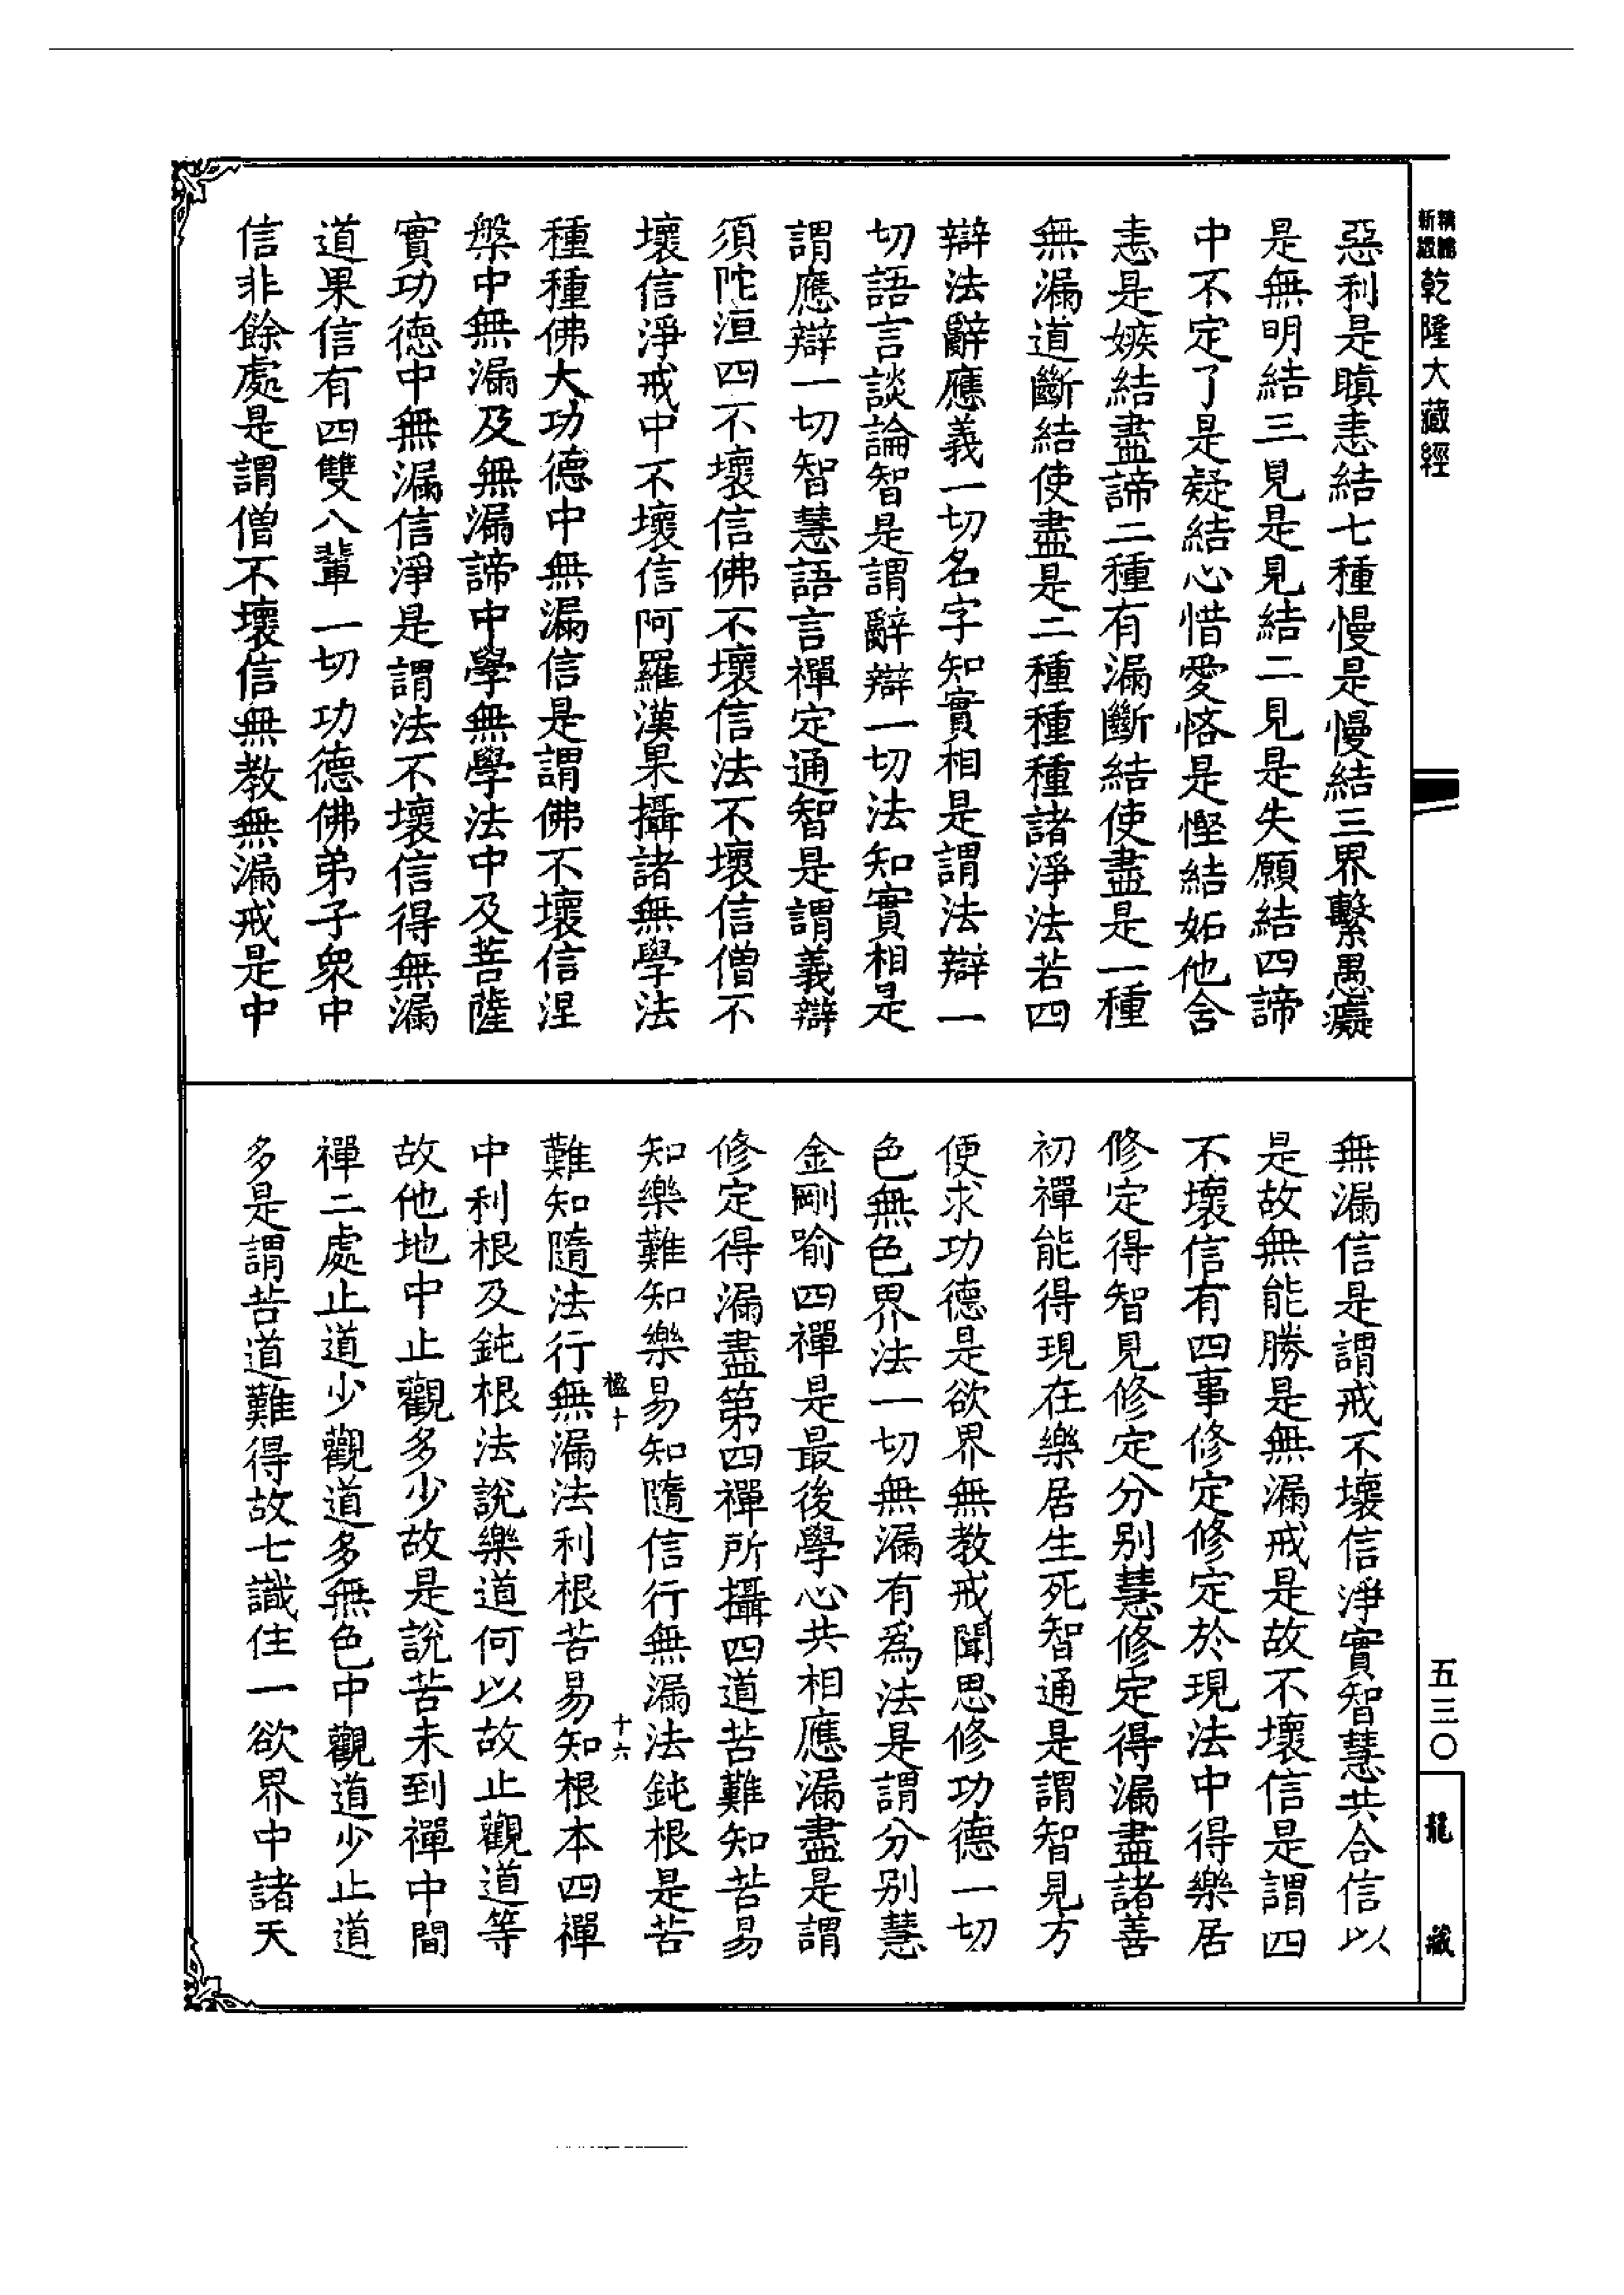 乾隆大藏經
惡利是瞋恚結七種慢是慢結三界繫愚癡
是無明結三見是見結二見是失願結四諦
中不定了是疑結心惜愛悋是慳結妬他舍
恚是嫉結盡諦二種有漏斷結使盡是一種
無漏道斷結使盡是二種種種諸淨法若四
辯法辭應義一切名字知實相是謂法辯一
切語言談論智是謂辭辯一切法知實相是
謂應辯一切智慧語言禪定通智是謂義辯
須陀洹四不壞信佛不壞信法不壞信僧不
壞信淨戒中不壞信阿羅漢果攝諸無學法
種種佛大功德中無漏信是謂佛不壞信涅
槃中無漏及無漏諦中學無學法中及菩薩
實功德中無漏信淨是謂法不壞信得無漏
道果信有四雙八輩一切功德佛弟子眾中
信非餘處是謂僧不壞信無教無漏戒是中
無漏信是謂戒不壞信淨實智慧共合信以
是故無能勝是無漏戒是故不壞信是謂四
不壞信有四事修定修定於現法中得樂居
修定得智見修定分別慧修定得漏盡諸善
初禪能得現在樂居生死智通是謂智見方
便求功德是欲界無教戒聞思修功德一切
色無色界法一切無漏有為法是謂分別慧
金剛喻四禪是最後學心共相應漏盡是謂
修定得漏盡第四禪所攝四道苦難知苦易
知樂難知樂易知隨信行無漏法鈍根是苦
難知隨法行無漏法利根苦易知根本四禪
中利根及鈍根法說樂道何以故止觀道等
故他地中止觀多少故是說苦未到禪中間
禪二處止道少觀道多無色中觀道少止道
多是謂苦道難得故七識住一欲界中諸天
十六
五三〇
龍藏